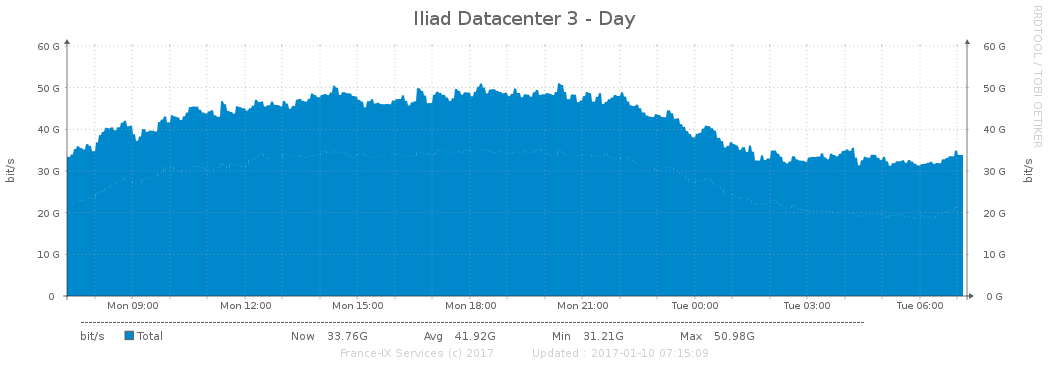 Iliad Datacenter 3 - Day
RRDTOOL / TOBI OETIKER
60 G 60 G
50 G 50 G
40 G 40 G
30 G 30 G
20 G 20 G
10 G 10 G
0 0 G
bit/s bit/s
Mon 09:00 Mon 12:00 Mon 15:00 Mon 18:00 Mon 21:00 Tue 00:00 Tue 03:00 Tue 06:00
bit/s Total Now 33.76G Avg 41.92G Min 31.21G Max 50.98G
France-IX Services (c) 2017 Updated : 2017-01-10 07:15:09